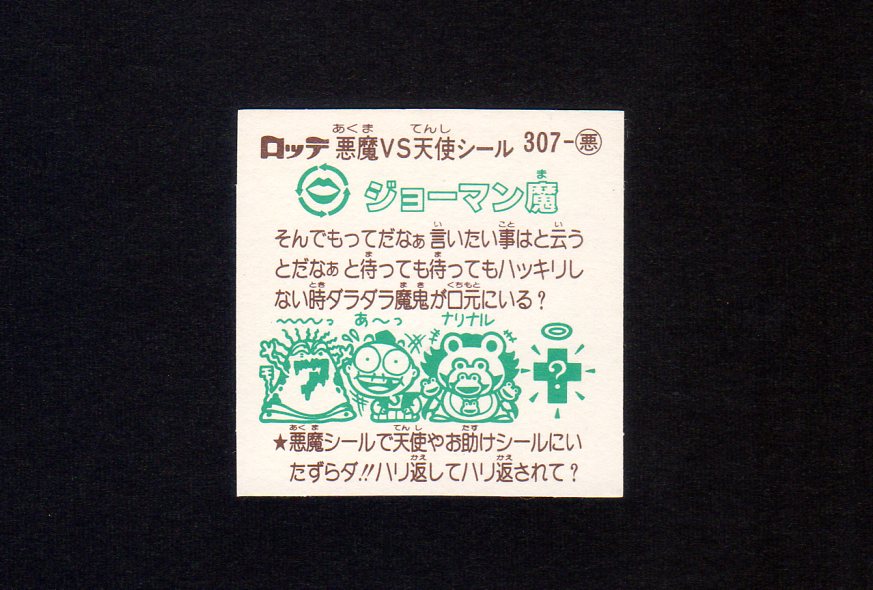 ロッテ 悪魔VS天使シール 307-悪
ジョーマン魔
そんでもってだなぁ言いたい事はと云う
とだなぁと待っても待ってもハッキリし
ない時ダラダラ魔鬼が口元にいる？
〜〜〜っ あ〜っ ナリナル
ア
?
★悪魔シールで天使やお助けシールにい
たずらダ!!ハリ返してハリ返されて？